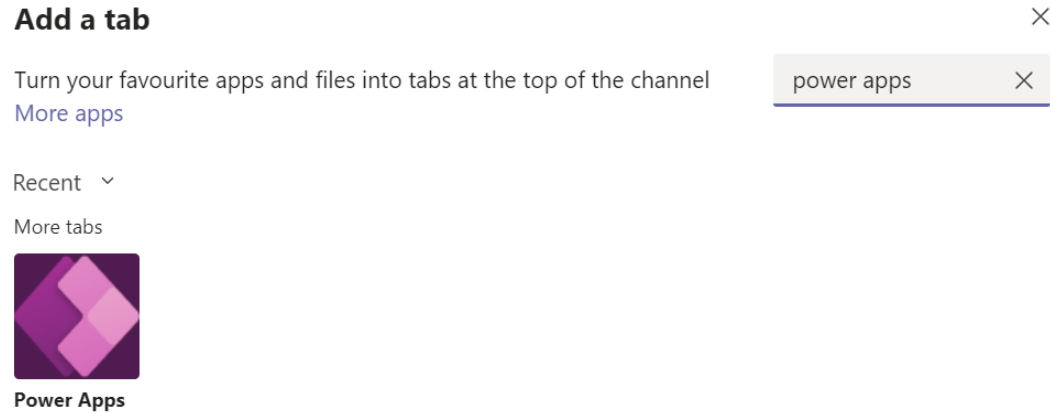 Add a tab
Turn your favourite apps and files into tabs at the top of the channel
power apps
More apps
Recent
More tabs
Power Apps